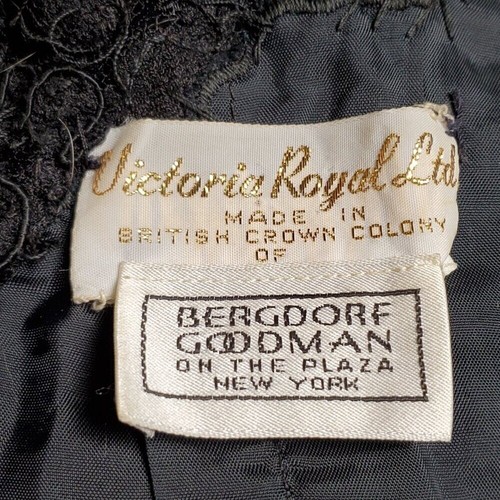 Victoria Royal Ltd
MADE IN
BRITISH CROWN COLONY
OF
BERGDORF
GOODMAN
ON THE PLAZA
NEW YORK